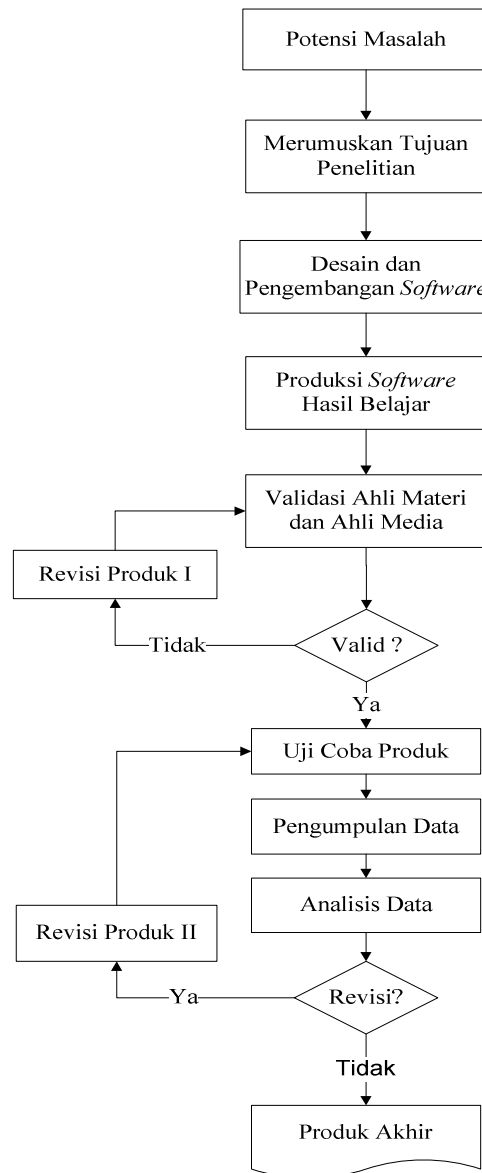 Potensi Masalah
Merumuskan Tujuan
Penelitian
Desain dan
Pengembangan Software
Produksi Software
Hasil Belajar
Validasi Ahli Materi
dan Ahli Media
Revisi Produk I
Tidak
Valid ?
Ya
Uji Coba Produk
Pengumpulan Data
Analisis Data
Revisi Produk II
Ya
Revisi?
Tidak
Produk Akhir